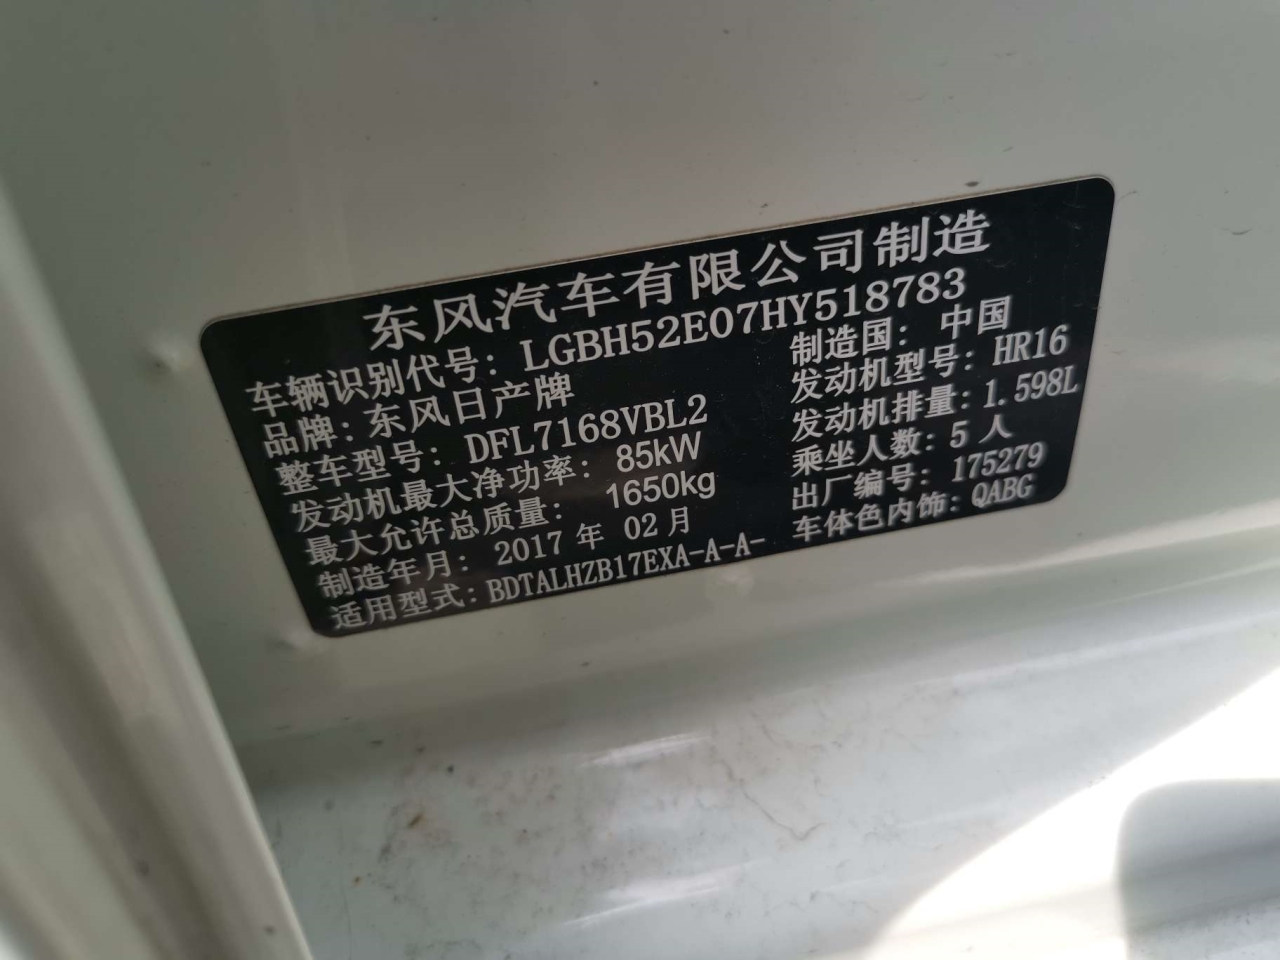 东风汽车有限公司制造
车辆识别代号: LGBH52E07HY518783
品牌: 东风日产牌 制造国: 中国
整车型号: DFL7168VBL2 发动机型号: HR16
发动机最大净功率: 85kW 发动机排量: 1.598L
最大允许总质量: 1650kg 乘坐人数: 5 人
制造年月: 2017 年 02 月 出厂编号: 175279
适用型式: BDTALHZB17EXA-A-A- 车体色内饰: QABG